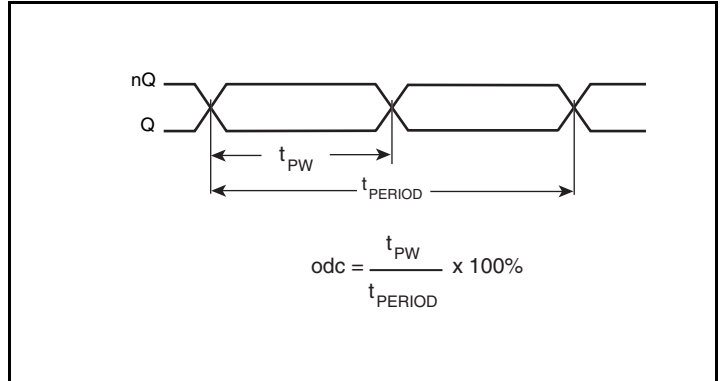 nQ
Q
tPW
tPERIOD
odc = tPW / tPERIOD x 100%